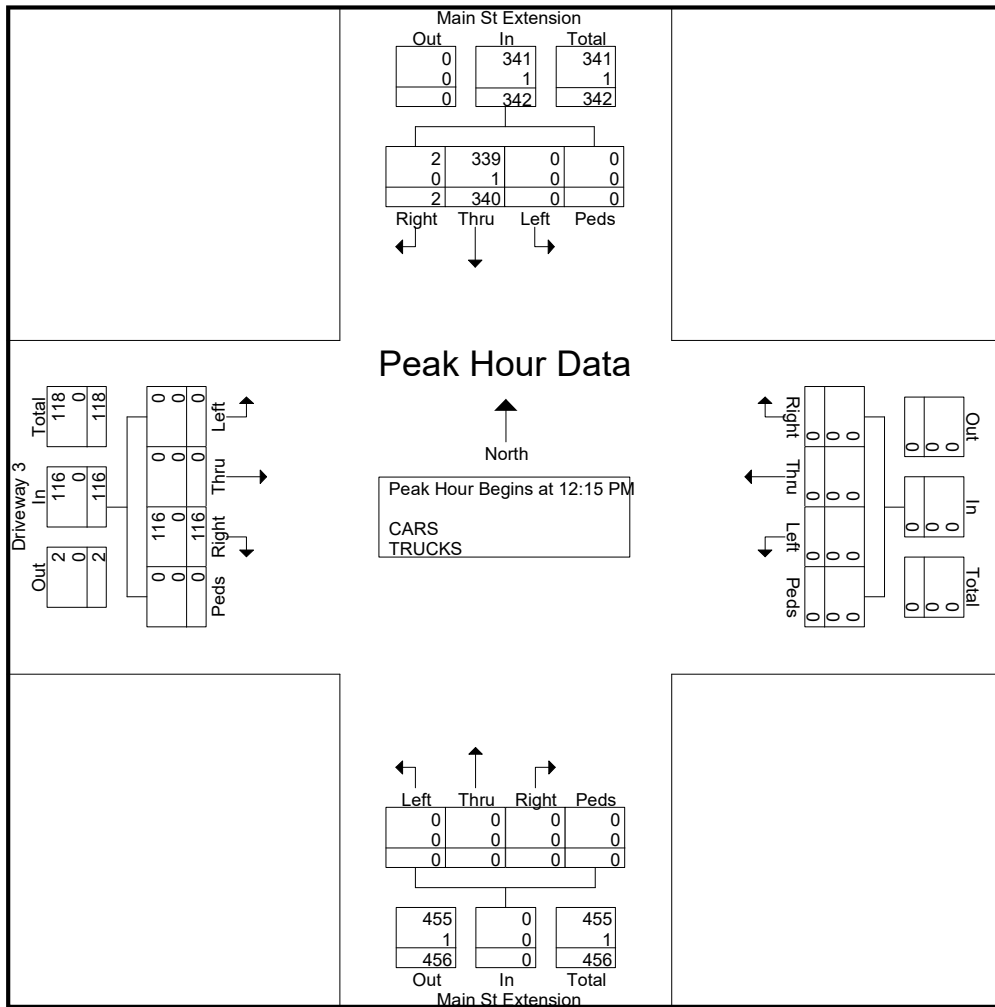 Main St Extension
Out In Total
0 341 341
0 1 1
0 342 342
2 339 0 0
0 1 0 0
2 340 0 0
Right Thru Left Peds
Peak Hour Data
North
Peak Hour Begins at 12:15 PM
CARS
TRUCKS
Driveway 3
Out In Total
2 116 118
0 0 0
2 116 118
Peds Right Thru Left
0 116 0 0
0 0 0 0
0 116 0 0
Right Thru Left Peds
0 0 0 0
0 0 0 0
0 0 0 0
Out In Total
0 0 0
0 0 0
0 0 0
Left Thru Right Peds
0 0 0 0
0 0 0 0
0 0 0 0
455 0 455
1 0 1
456 0 456
Out In Total
Main St Extension